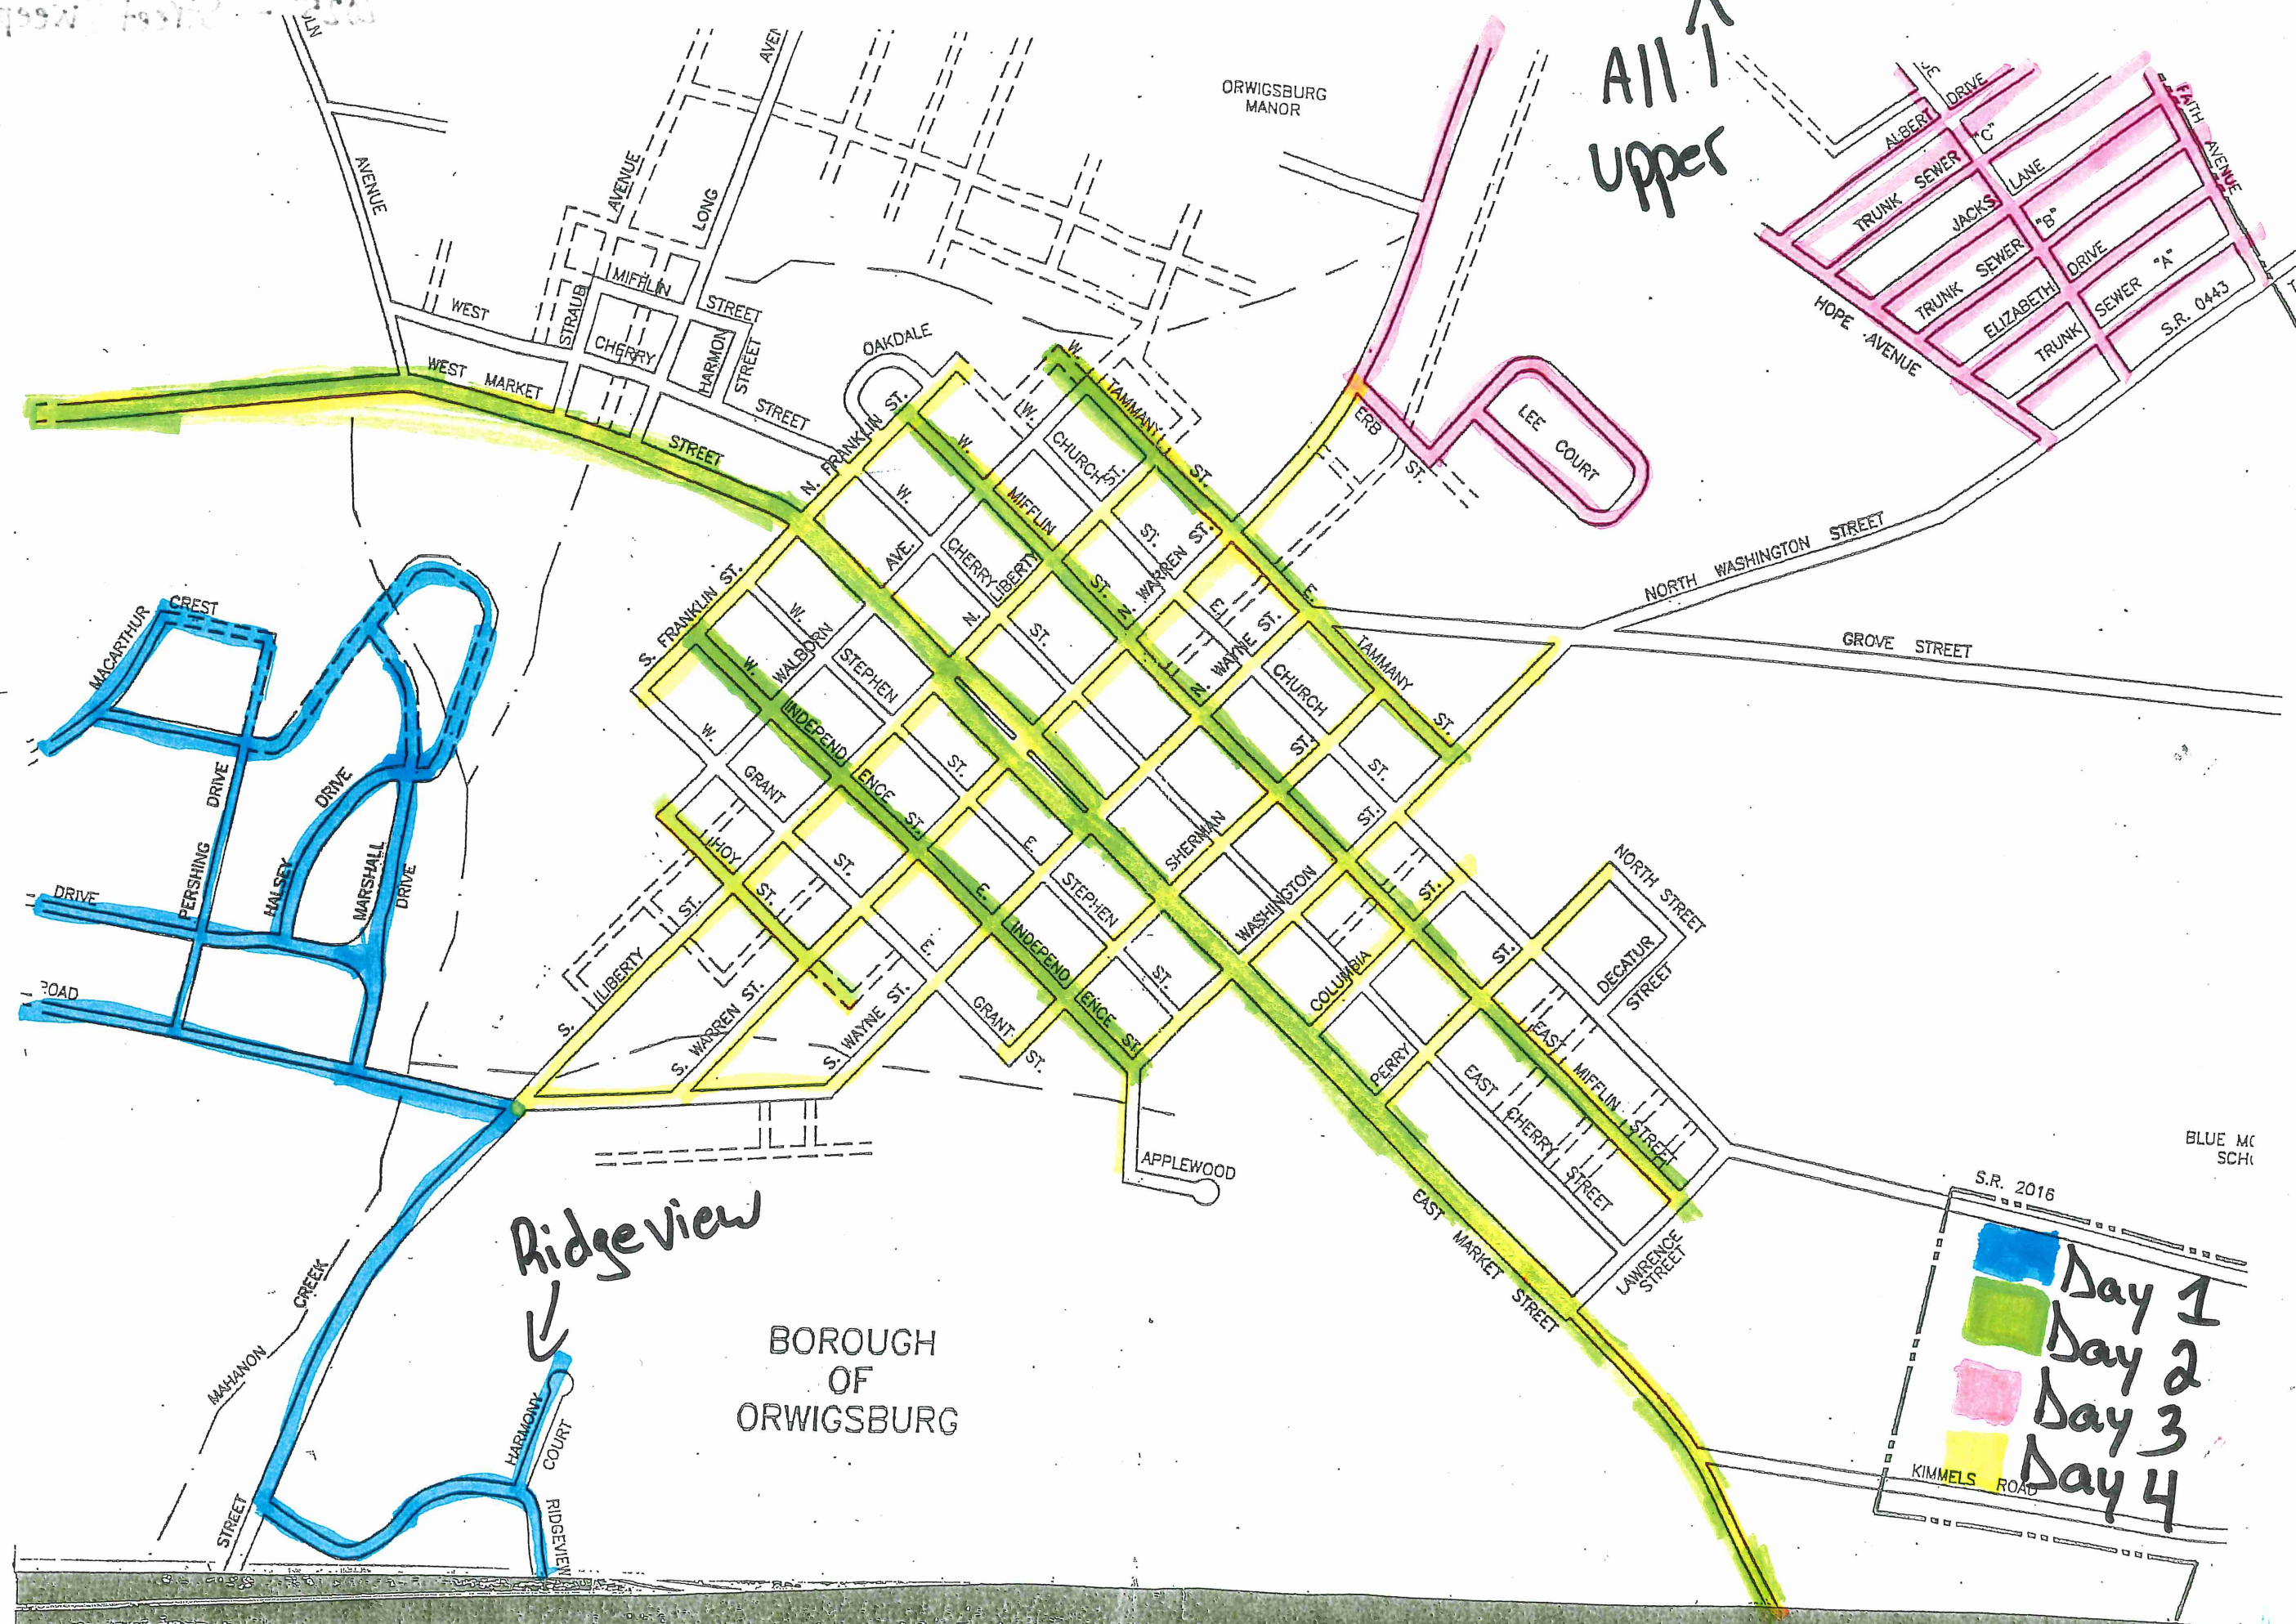 ORWIGSBURG
MANOR
All
upper
AVENUE
AVENUE
LONG
ALBERT
DRIVE
"C"
FAITH AVENUE
TRUNK SEWER
JACKS LANE
"B"
TRUNK SEWER
ELIZABETH DRIVE
TRUNK SEWER "A"
S.R. 0443
HOPE AVENUE
MIFFLIN STREET
WEST
STRAUB
CHERRY
HARMON STREET
STREET
WEST MARKET STREET
OAKDALE
N. FRANKLIN ST.
W. TAMMANY ST.
W.
CHURCH ST.
ST.
ERB ST.
LEE COURT
W. MIFFLIN ST.
W. CHERRY ST.
AVE.
N. LIBERTY
N. WARREN ST.
N. WAYNE ST.
E. CHURCH ST.
E. TAMMANY ST.
NORTH WASHINGTON STREET
GROVE STREET
MACARTHUR
CREST
S. FRANKLIN ST.
W. STEPHEN ST.
WALBORN
W. INDEPENDENCE ST.
W. GRANT ST.
HOY ST.
ST.
ST.
ST.
ST.
SHERMAN
WASHINGTON
COLUMBIA
PERRY
DRIVE
DRIVE
PERSHING
HALSEY
MARSHALL
DRIVE
DRIVE
ROAD
S. LIBERTY ST.
S. WARREN ST.
S. WAYNE ST.
E. STEPHEN ST.
E. INDEPENDENCE ST.
E. GRANT ST.
NORTH STREET
DECATUR STREET
EAST MIFFLIN STREET
EAST CHERRY STREET
LAWRENCE STREET
EAST MARKET STREET
APPLEWOOD
BLUE
S.R. 2016
Ridgeview
MAHANON CREEK
STREET
HARMONY COURT
RIDGEVIEW
BOROUGH
OF
ORWIGSBURG
Day 1
Day 2
Day 3
Day 4
KIMMELS ROAD